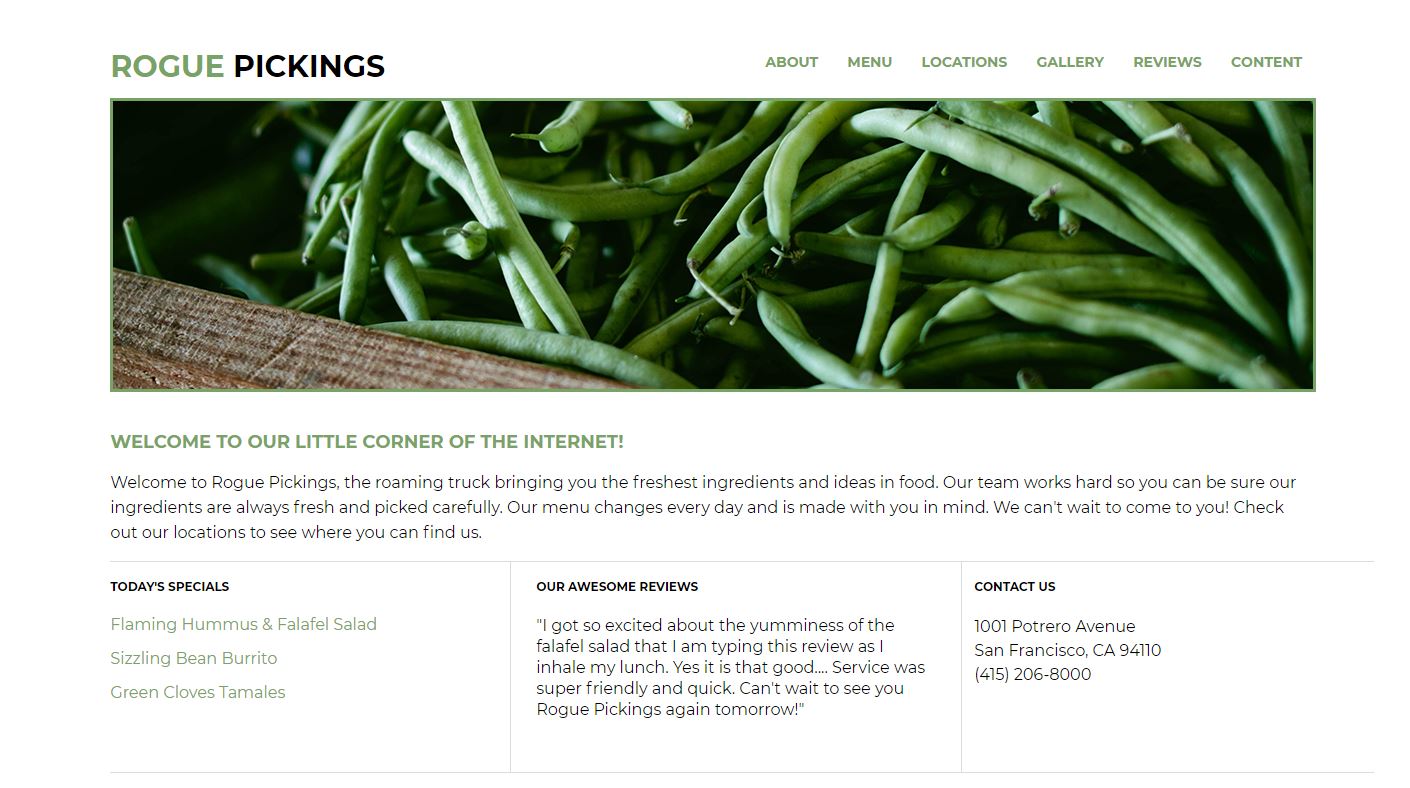 ROGUE PICKINGS
ABOUT MENU LOCATIONS GALLERY REVIEWS CONTENT
WELCOME TO OUR LITTLE CORNER OF THE INTERNET!
Welcome to Rogue Pickings, the roaming truck bringing you the freshest ingredients and ideas in food. Our team works hard so you can be sure our
ingredients are always fresh and picked carefully. Our menu changes every day and is made with you in mind. We can't wait to come to you! Check
out our locations to see where you can find us.
TODAY'S SPECIALS
Flaming Hummus & Falafel Salad
Sizzling Bean Burrito
Green Cloves Tamales
OUR AWESOME REVIEWS
"I got so excited about the yumminess of the
falafel salad that I am typing this review as I
inhale my lunch. Yes it is that good.... Service was
super friendly and quick. Can't wait to see you
Rogue Pickings again tomorrow!"
CONTACT US
1001 Potrero Avenue
San Francisco, CA 94110
(415) 206-8000